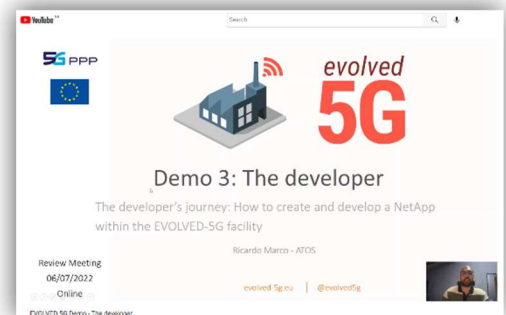 YouTube
Search
5G PPP
evolved
5G
Demo 3: The developer
The developer's journey: How to create and develop a NetApp
within the EVOLVED-5G facility
Ricardo Marco - ATOS
Review Meeting
06/07/2022
Online
evolved-5g.eu | @evolved5g
EVOLVED-5G Demo - The developer